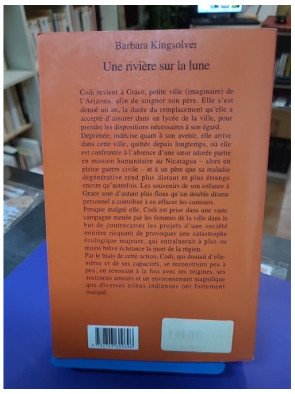 Barbara Kingsolver
Une rivière sur la lune
Codi revient à Grace, petite ville (imaginaire) de
l'Arizona, afin de soigner son père. Elle s'est
donné un an, la durée du remplacement qu'elle a
accepté d'assurer dans un lycée de la ville, pour
prendre les dispositions nécessaires à son égard.
Déprimée, indécise quant à son avenir, elle arrive
dans cette ville, quittée depuis longtemps, où elle
est confrontée à l'absence d'une sœur adorée partie
en mission humanitaire au Nicaragua – alors en
pleine guerre civile – et à un père que sa maladie
dégénérative rend plus distant et plus étrange
encore qu'autrefois. Les souvenirs de son enfance à
Grace sont d'autant plus flous qu'un double drame
personnel a contribué à en effacer les contours.
Presque malgré elle, Codi est prise dans une vaste
campagne menée par les femmes de la ville dans le
but de contrecarrer les projets d'une société
minière risquant de provoquer une catastrophe
écologique majeure, qui entraînerait à plus ou
moins brève échéance la mort de la région.
Par le biais de cette action, Codi, qui doutait d'elle-
même et de ses capacités, se reconstruira peu à
peu, en renouant à la fois avec ses origines, ses
anciennes amours et un environnement magnifique
que diverses tribus indiennes ont fortement
marqué.